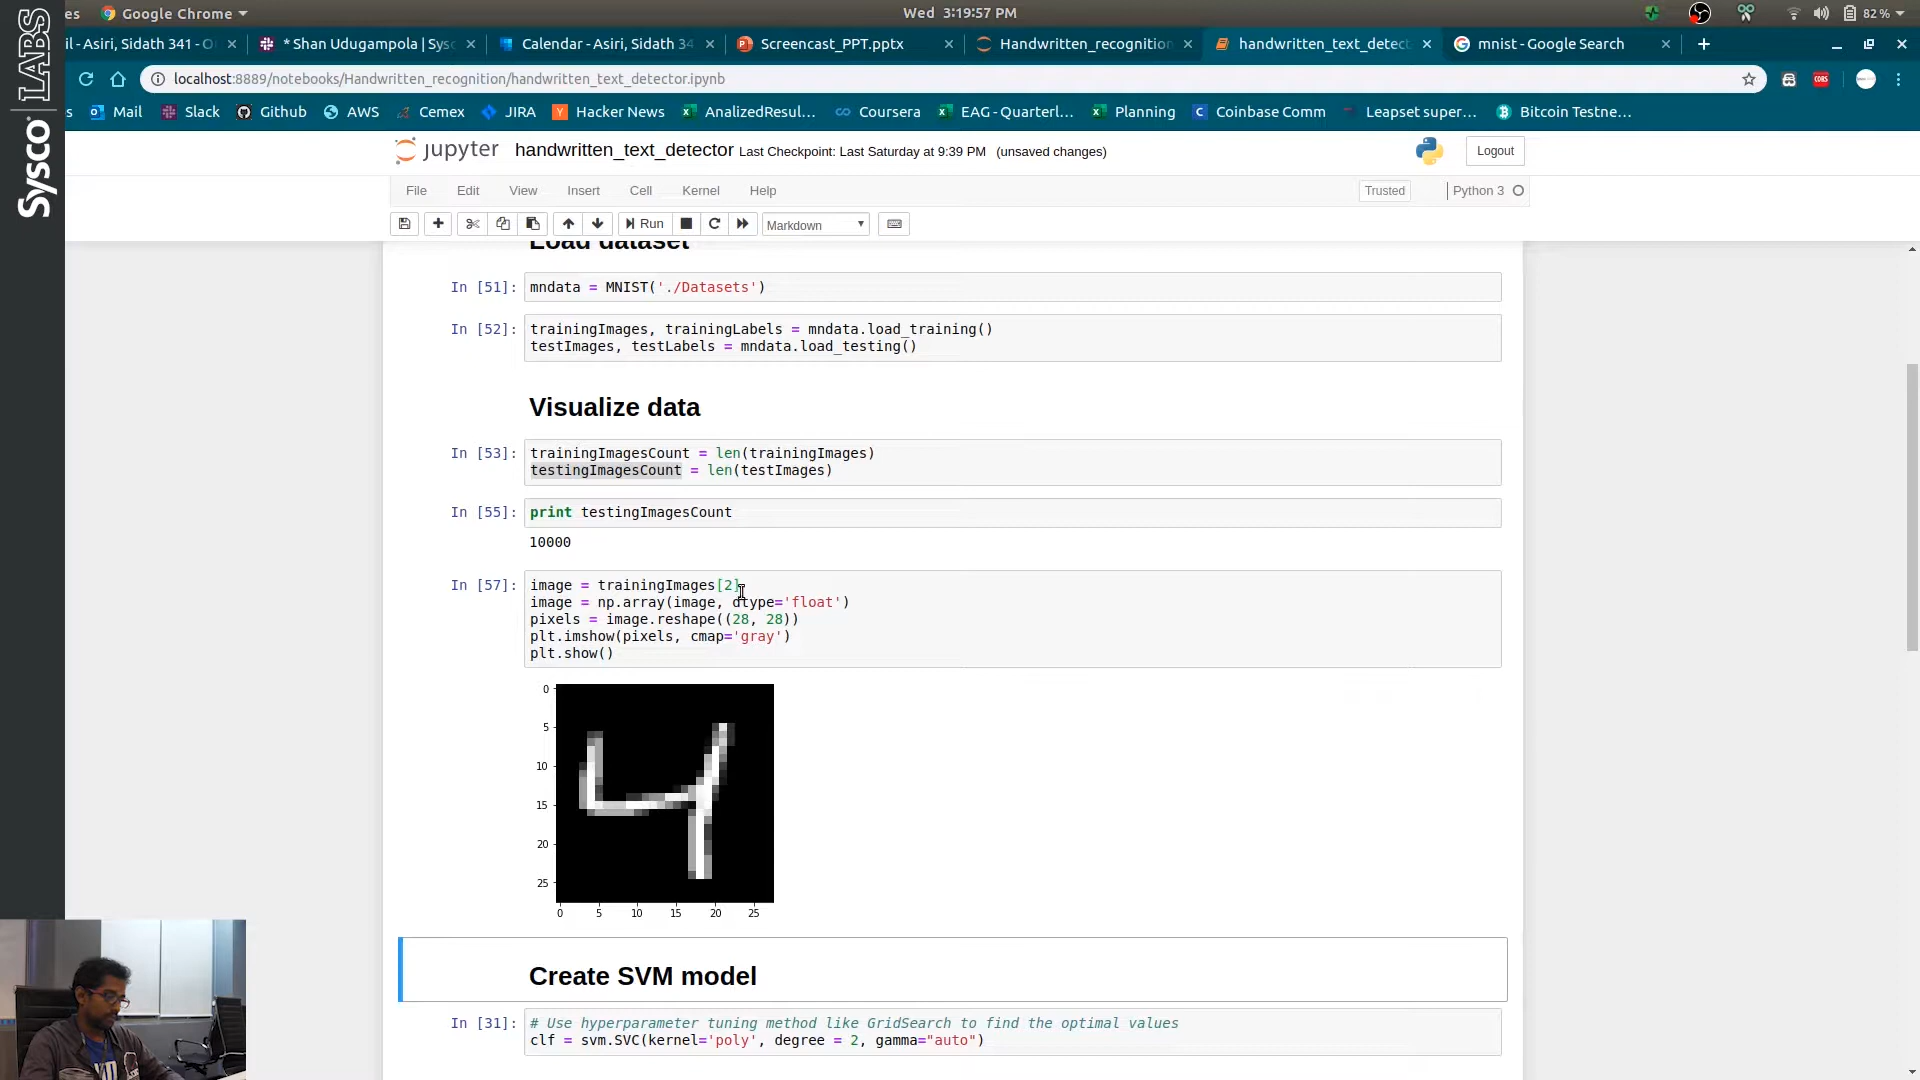 es
Google Chrome
Wed 3:19:57 PM
82 %
il - Asiri, Sidath 341 - O
* Shan Udugampola | Sysc
Calendar - Asiri, Sidath 34
Screencast_PPT.pptx
Handwritten_recognition
handwritten_text_detect
mnist - Google Search
localhost:8889/notebooks/Handwritten_recognition/handwritten_text_detector.ipynb
CORS
s
Mail
Slack
Github
AWS
Cemex
JIRA
Hacker News
AnalizedResul...
Coursera
EAG - Quarterl...
Planning
Coinbase Comm
Leapset super...
Bitcoin Testne...
Sysco LABS
jupyter
handwritten_text_detector Last Checkpoint: Last Saturday at 9:39 PM (unsaved changes)
Logout
File Edit View Insert Cell Kernel Help
Trusted
Python 3
Run
Markdown
Load dataset
In [51]: mndata = MNIST('./Datasets')
In [52]: trainingImages, trainingLabels = mndata.load_training()
testImages, testLabels = mndata.load_testing()
Visualize data
In [53]: trainingImagesCount = len(trainingImages)
testingImagesCount = len(testImages)
In [55]: print testingImagesCount
10000
In [57]: image = trainingImages[2]
image = np.array(image, dtype='float')
pixels = image.reshape((28, 28))
plt.imshow(pixels, cmap='gray')
plt.show()
0
5
10
15
20
25
0 5 10 15 20 25
Create SVM model
In [31]: # Use hyperparameter tuning method like GridSearch to find the optimal values
clf = svm.SVC(kernel='poly', degree = 2, gamma="auto")